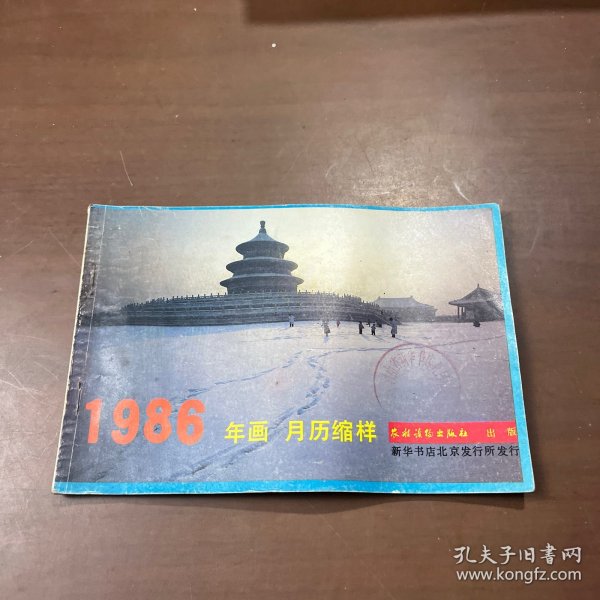 1986 年画 月历缩样
农村读物出版社 出版
新华书店北京发行所发行
孔夫子旧书网
www.kongfz.com